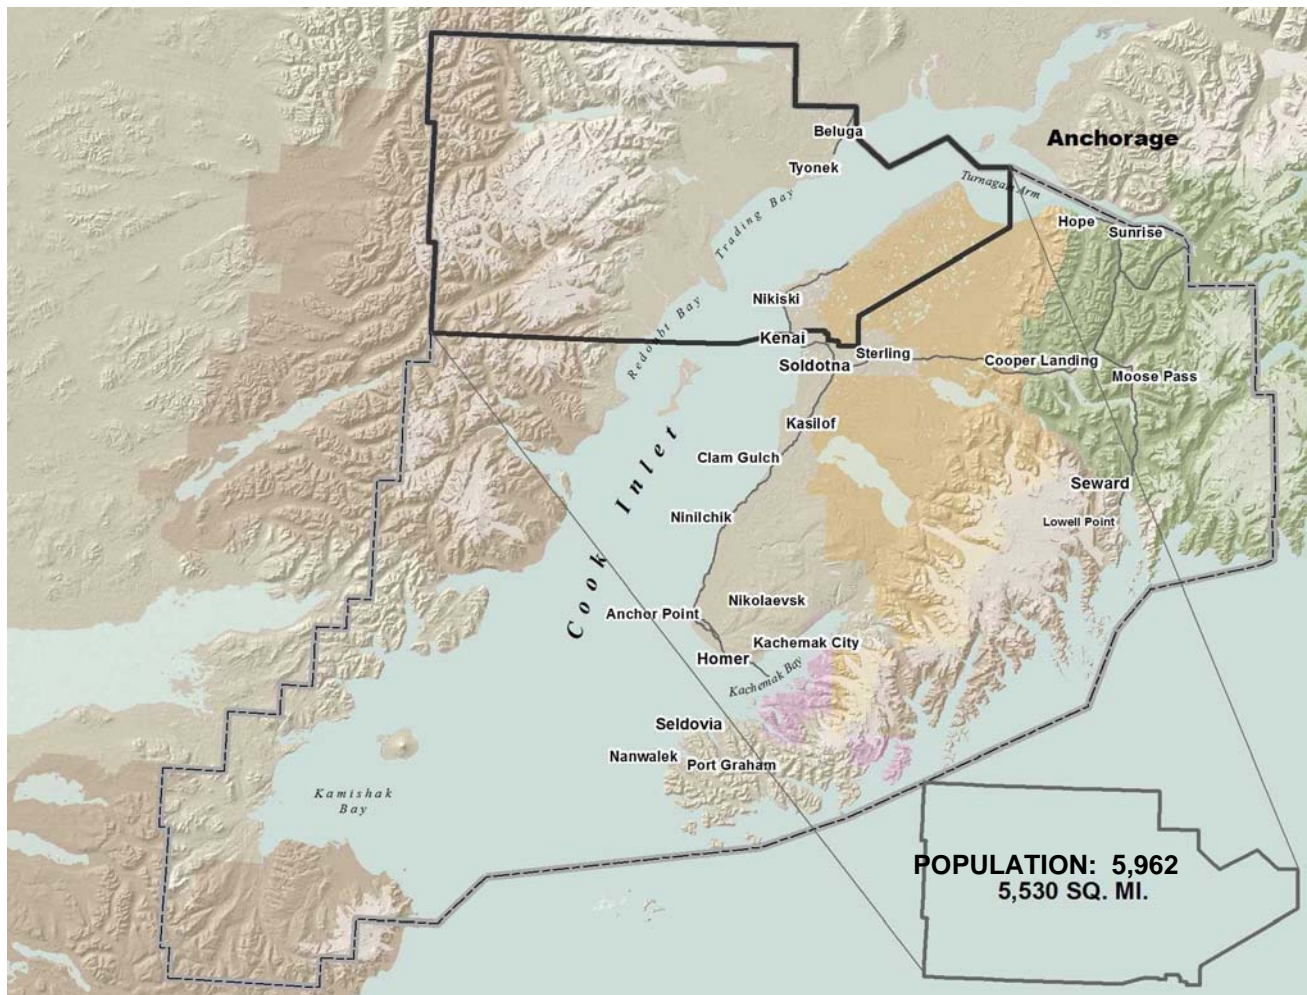 Beluga
Anchorage
Tyonek
Turnagain Arm
Trading Bay
Hope
Sunrise
Nikiski
Redoubt Bay
Kenai
Sterling
Soldotna
Cooper Landing
Moose Pass
Kasilof
Clam Gulch
Cook Inlet
Seward
Ninilchik
Lowell Point
Nikolaevsk
Anchor Point
Kachemak City
Homer
Kachemak Bay
Seldovia
Nanwalek
Port Graham
Kamishak
Bay
POPULATION: 5,962
5,530 SQ. MI.